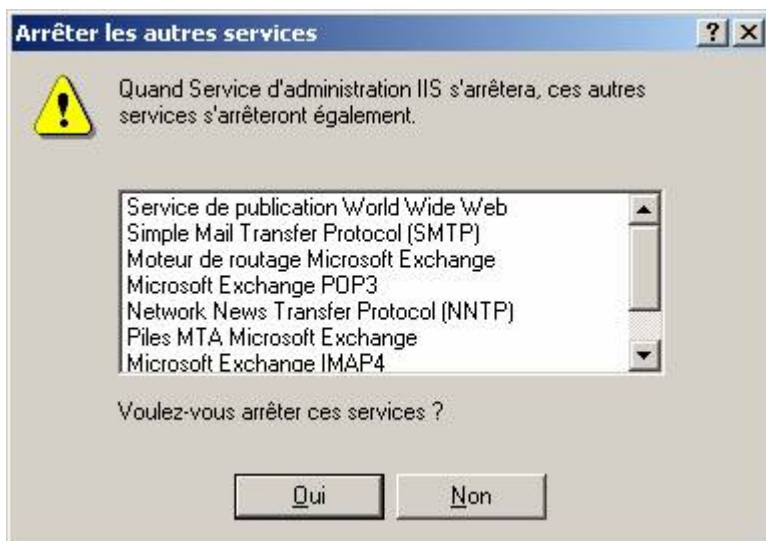 Arrêter les autres services
Quand Service d'administration IIS s'arrêtera, ces autres
services s'arrêteront également.
Service de publication World Wide Web
Simple Mail Transfer Protocol (SMTP)
Moteur de routage Microsoft Exchange
Microsoft Exchange POP3
Network News Transfer Protocol (NNTP)
Piles MTA Microsoft Exchange
Microsoft Exchange IMAP4
Voulez-vous arrêter ces services ?
Oui Non